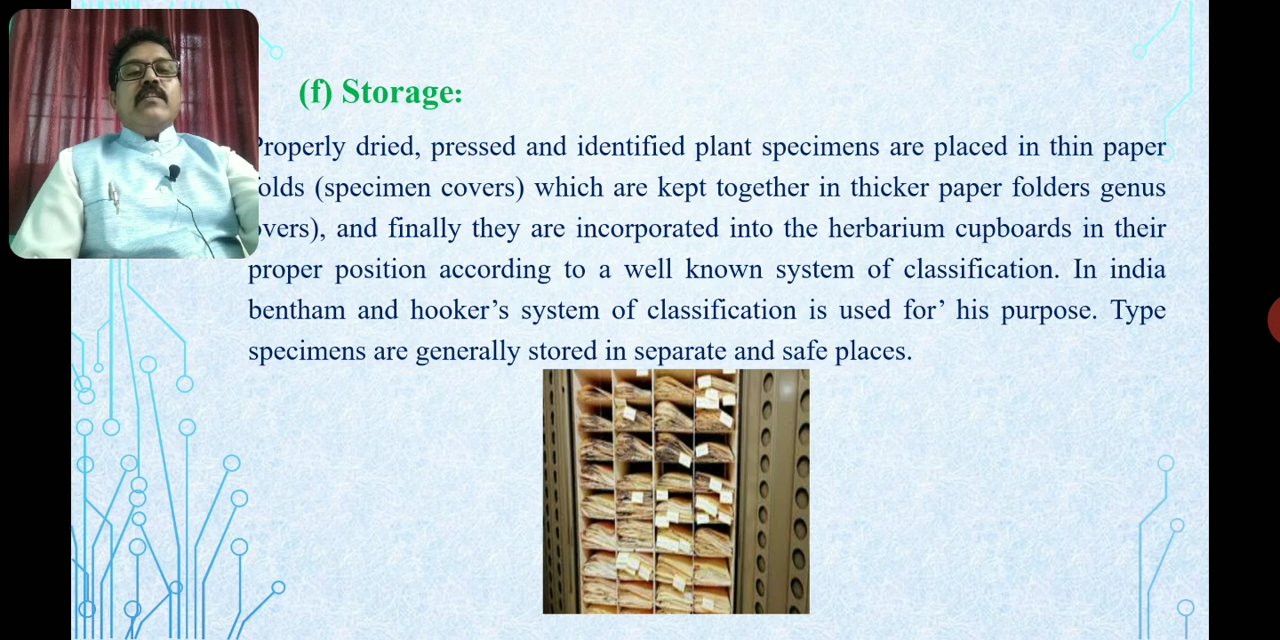 (f) Storage:
Properly dried, pressed and identified plant specimens are placed in thin paper
folds (specimen covers) which are kept together in thicker paper folders genus
overs), and finally they are incorporated into the herbarium cupboards in their
proper position according to a well known system of classification. In india
bentham and hooker’s system of classification is used for’ his purpose. Type
specimens are generally stored in separate and safe places.